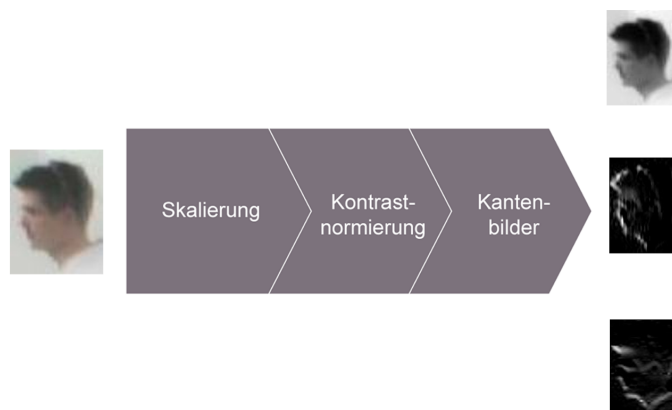 Skalierung
Kontrast-
normierung
Kanten-
bilder